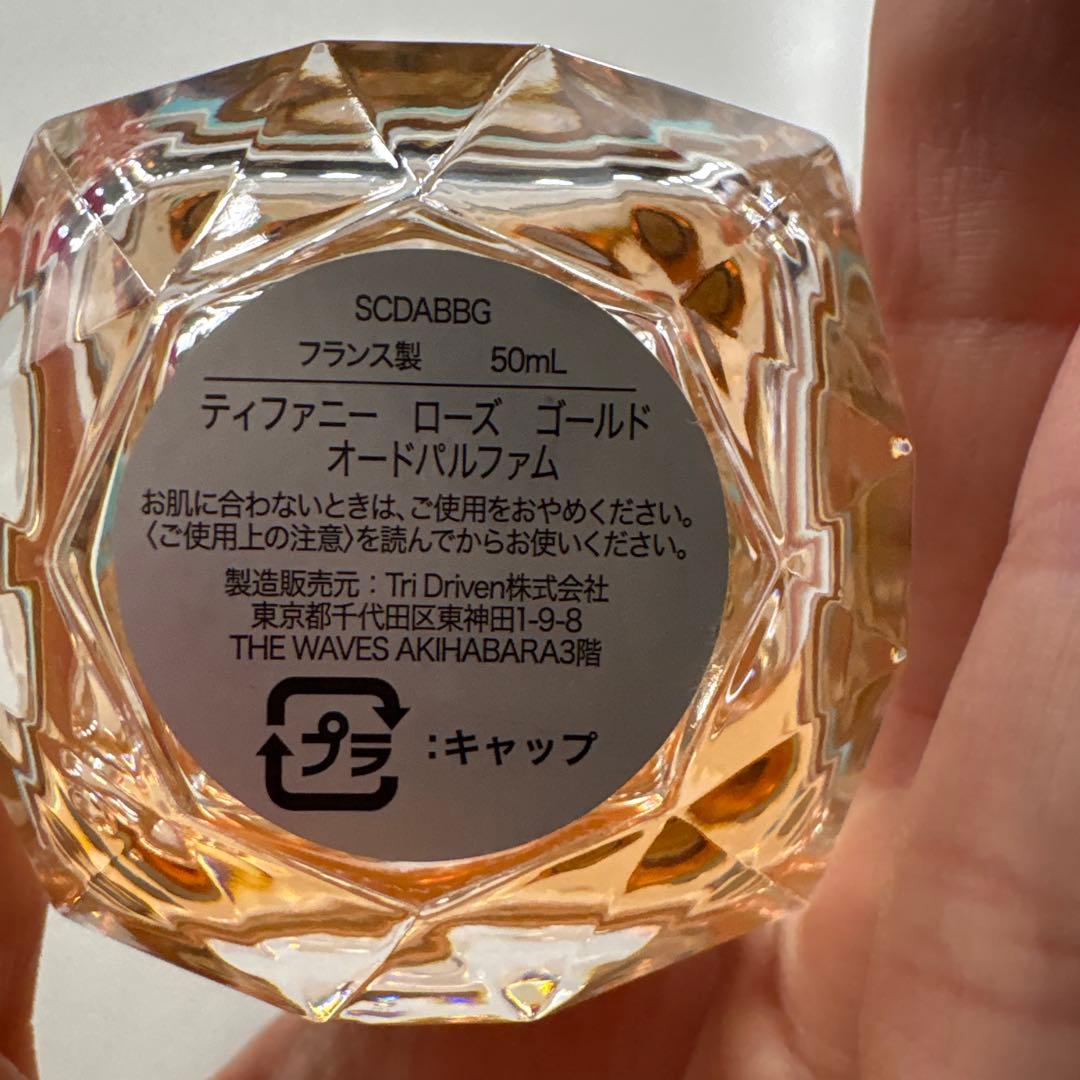 SCDABBG
フランス製 50mL
ティファニー ローズ ゴールド
オードパルファム
お肌に合わないときは、ご使用をおやめください。
〈ご使用上の注意〉を読んでからお使いください。
製造販売元：Tri Driven株式会社
東京都千代田区東神田1-9-8
THE WAVES AKIHABARA3階
プラ :キャップ